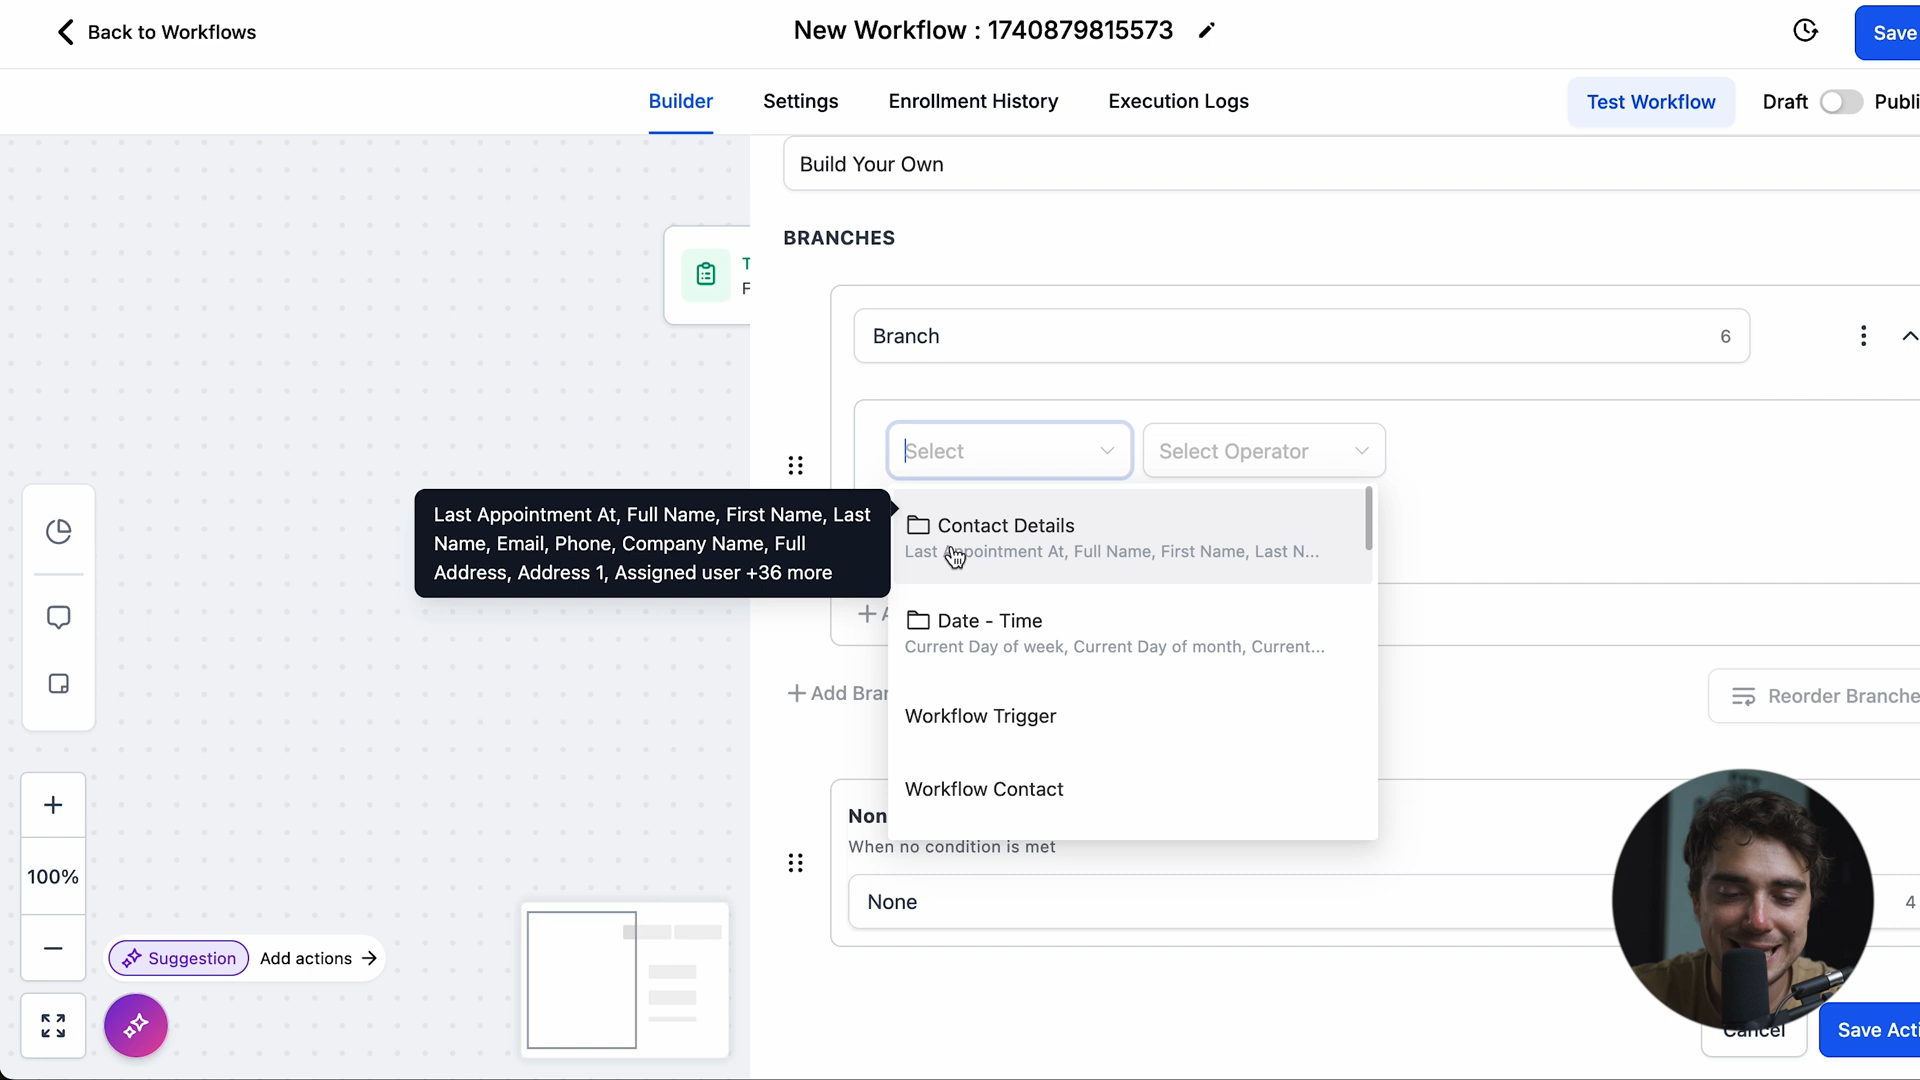 Back to Workflows
New Workflow : 1740879815573
Save
Builder
Settings
Enrollment History
Execution Logs
Test Workflow
Draft
Publi
Build Your Own
BRANCHES
T
F
Branch
6
Select
Select Operator
Last Appointment At, Full Name, First Name, Last
Name, Email, Phone, Company Name, Full
Address, Address 1, Assigned user +36 more
Contact Details
Last Appointment At, Full Name, First Name, Last N...
Date - Time
Current Day of week, Current Day of month, Current...
Workflow Trigger
Workflow Contact
+ A
+ Add Bran
Reorder Branche
Non
When no condition is met
None
4
100%
Suggestion
Add actions →
Cancel
Save Acti